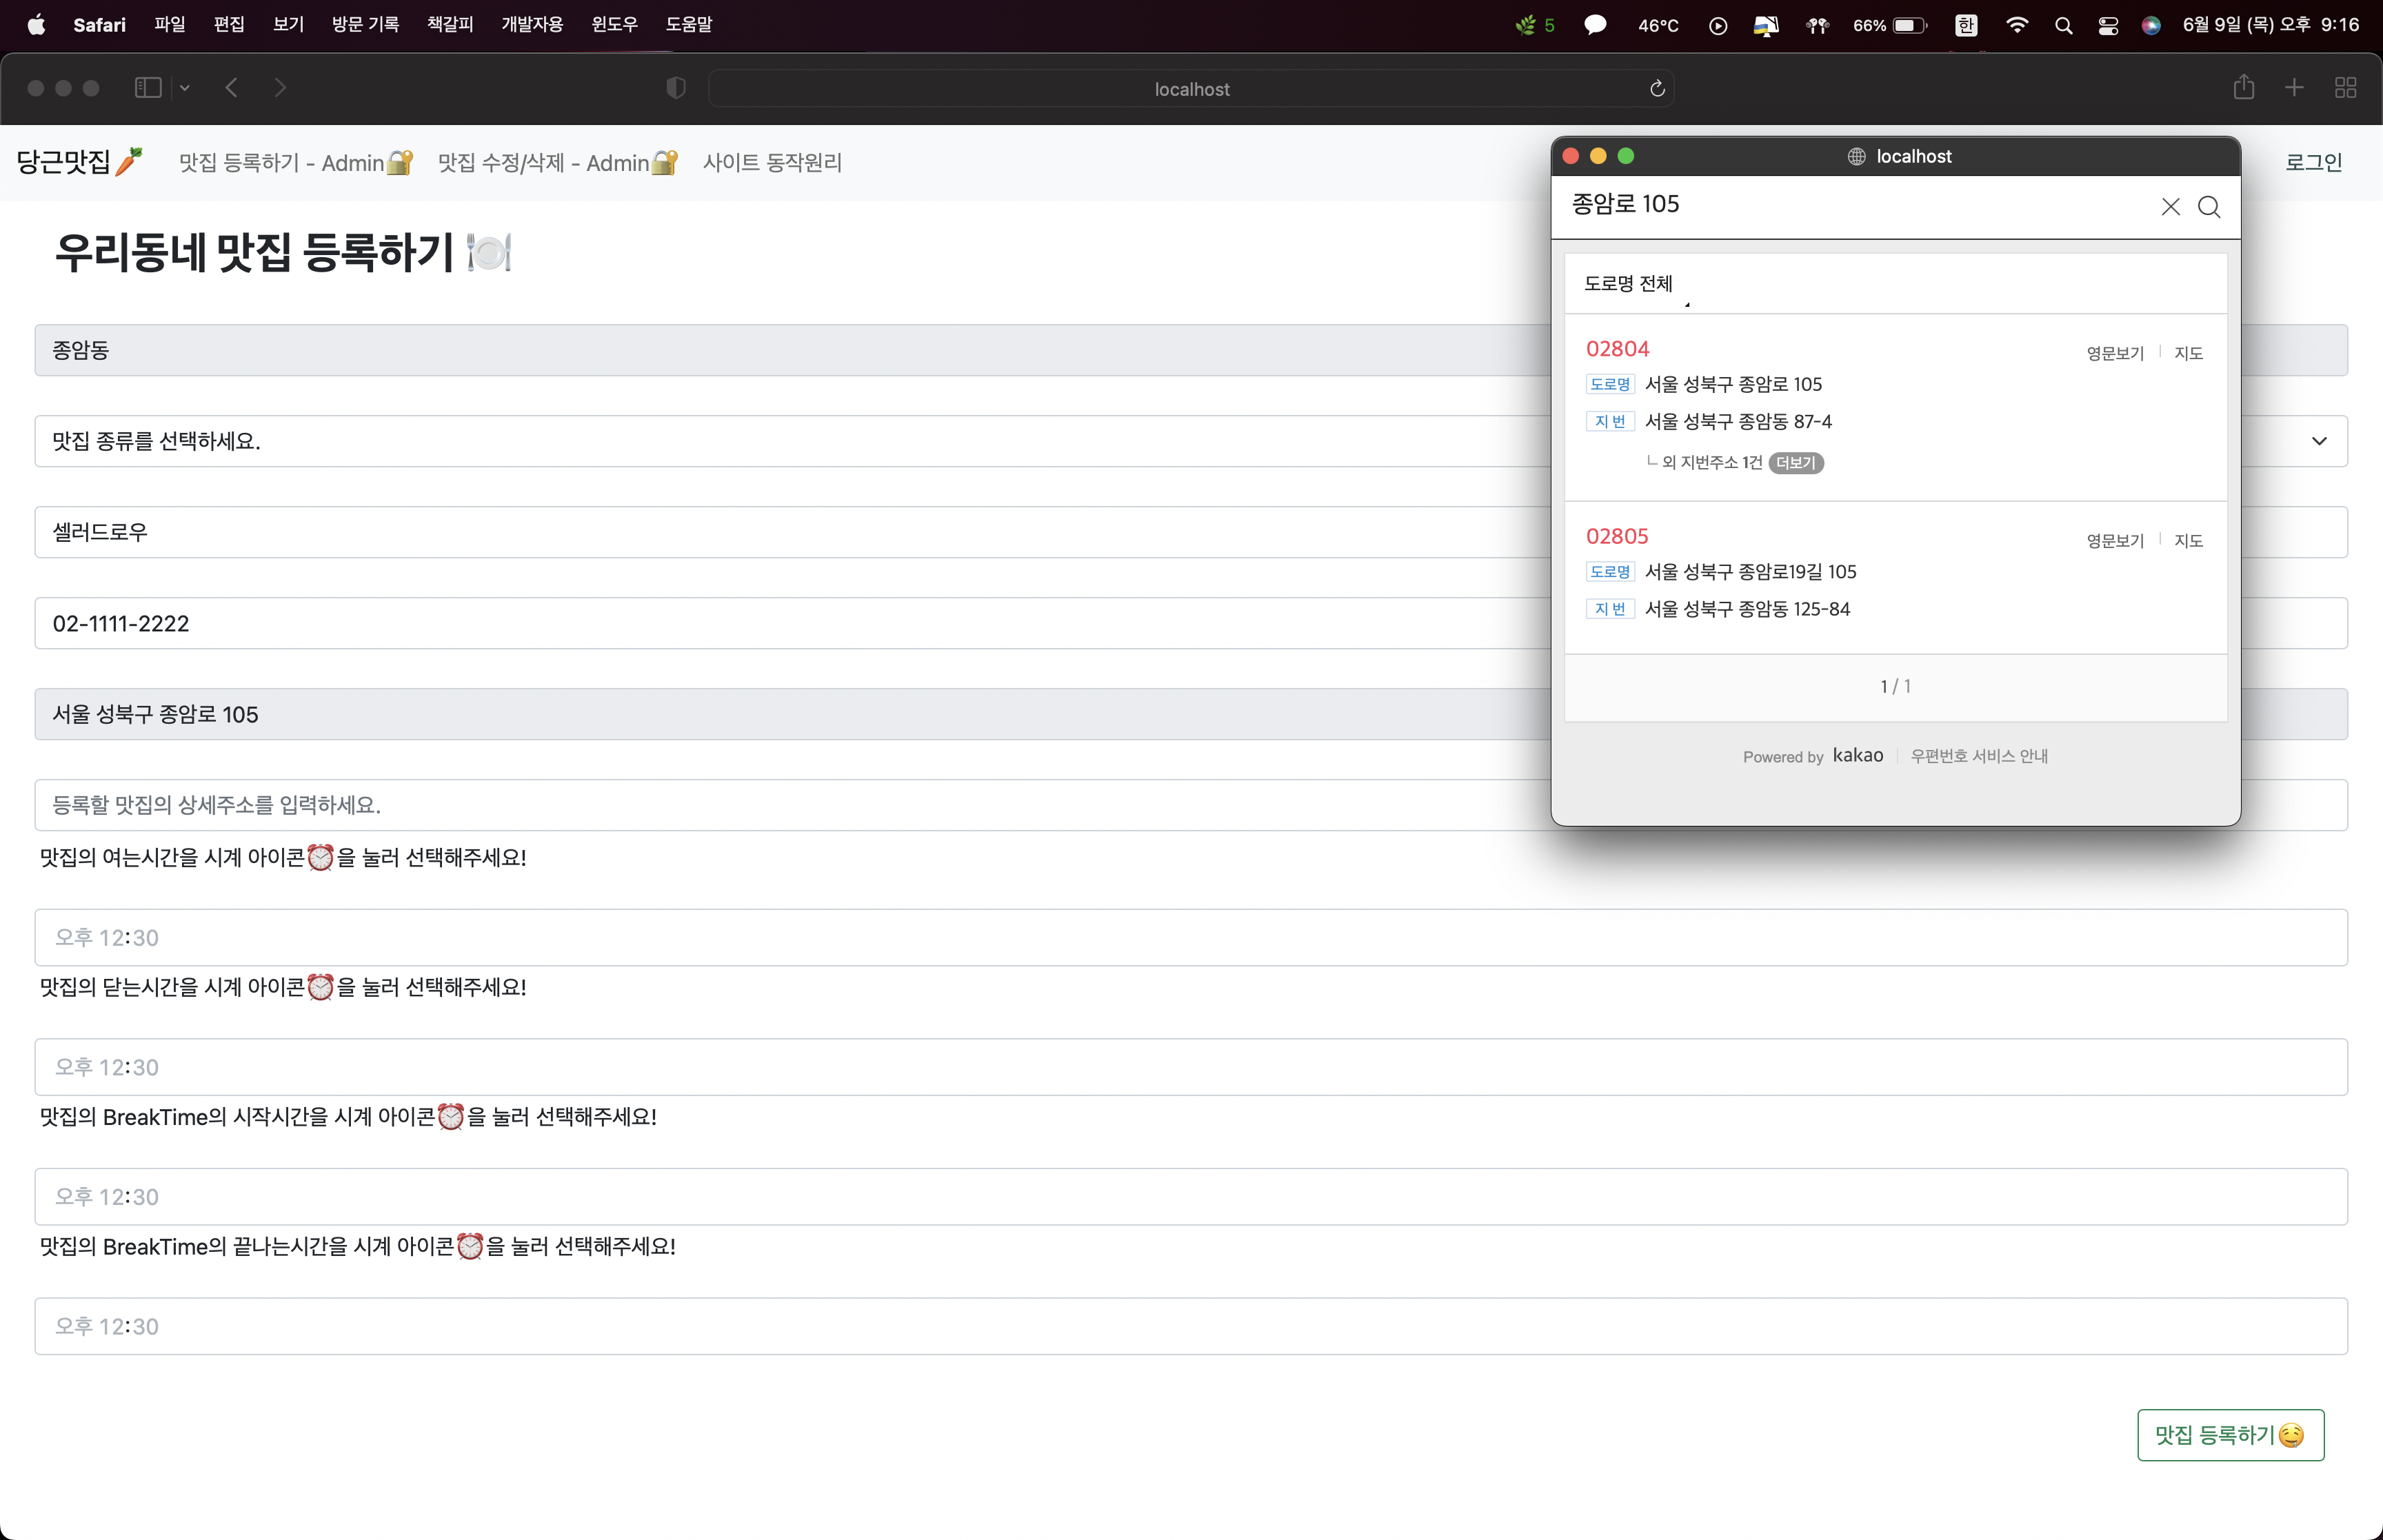 Safari 파일 편집 보기 방문 기록 책갈피 개발자용 윈도우 도움말 5 46°C 66% 한 6월 9일 (목) 오후 9:16
localhost
당근맛집🥕 맛집 등록하기 - Admin🔐 맛집 수정/삭제 - Admin🔐 사이트 동작원리 로그인
우리동네 맛집 등록하기 🍽️
종암동
맛집 종류를 선택하세요.
셀러드로우
02-1111-2222
서울 성북구 종암로 105
등록할 맛집의 상세주소를 입력하세요.
맛집의 여는시간을 시계 아이콘⏰을 눌러 선택해주세요!
오후 12:30
맛집의 닫는시간을 시계 아이콘⏰을 눌러 선택해주세요!
오후 12:30
맛집의 BreakTime의 시작시간을 시계 아이콘⏰을 눌러 선택해주세요!
오후 12:30
맛집의 BreakTime의 끝나는시간을 시계 아이콘⏰을 눌러 선택해주세요!
오후 12:30
맛집 등록하기🤤
localhost
종암로 105
도로명 전체
02804 영문보기 지도
도로명 서울 성북구 종암로 105
지번 서울 성북구 종암동 87-4
ㄴ 외 지번주소 1건 더보기
02805 영문보기 지도
도로명 서울 성북구 종암로19길 105
지번 서울 성북구 종암동 125-84
1 / 1
Powered by kakao 우편번호 서비스 안내